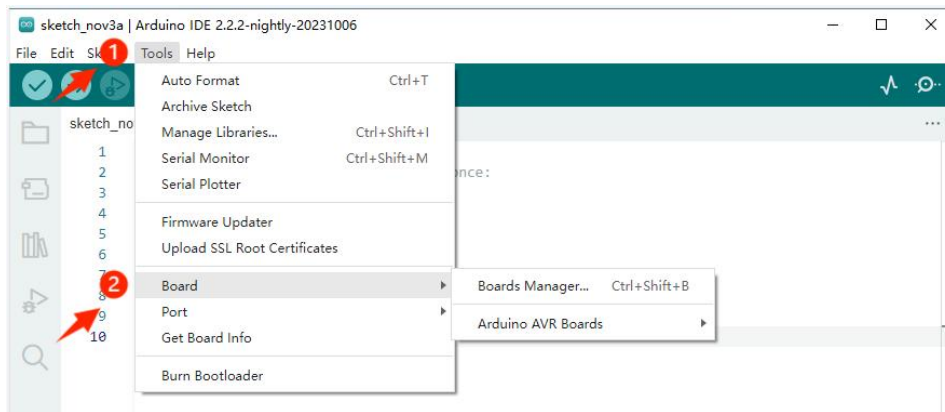 sketch_nov3a | Arduino IDE 2.2.2-nightly-20231006
File Edit Sk 1 Tools Help
Auto Format Ctrl+T
Archive Sketch
sketch_no
Manage Libraries... Ctrl+Shift+I
1
Serial Monitor Ctrl+Shift+M
2 once:
Serial Plotter
3
4
Firmware Updater
5
Upload SSL Root Certificates
6
7
2 Board Boards Manager... Ctrl+Shift+B
8
Port
9 Arduino AVR Boards
Get Board Info
10
Burn Bootloader